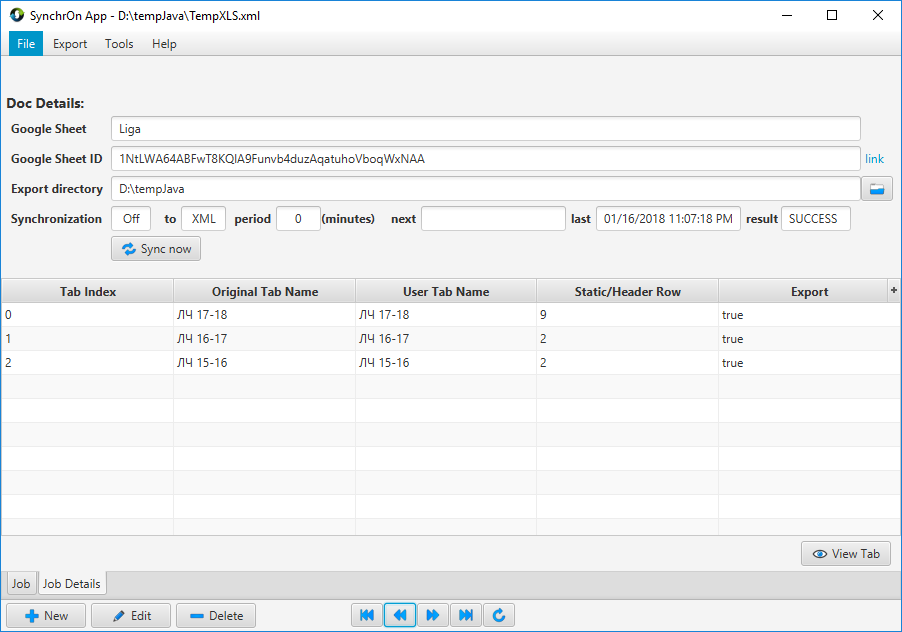 SynchrOn App - D:\tempJava\TempXLS.xml
File Export Tools Help
Doc Details:
Google Sheet Liga
Google Sheet ID 1NtLWA64ABFwT8KQIA9Funvb4duzAqatuhoVboqWxNAA link
Export directory D:\tempJava
Synchronization Off to XML period 0 (minutes) next last 01/16/2018 11:07:18 PM result SUCCESS
Sync now
Tab Index Original Tab Name User Tab Name Static/Header Row Export +
0 ЛЧ 17-18 ЛЧ 17-18 9 true
1 ЛЧ 16-17 ЛЧ 16-17 2 true
2 ЛЧ 15-16 ЛЧ 15-16 2 true
View Tab
Job Job Details
New Edit Delete